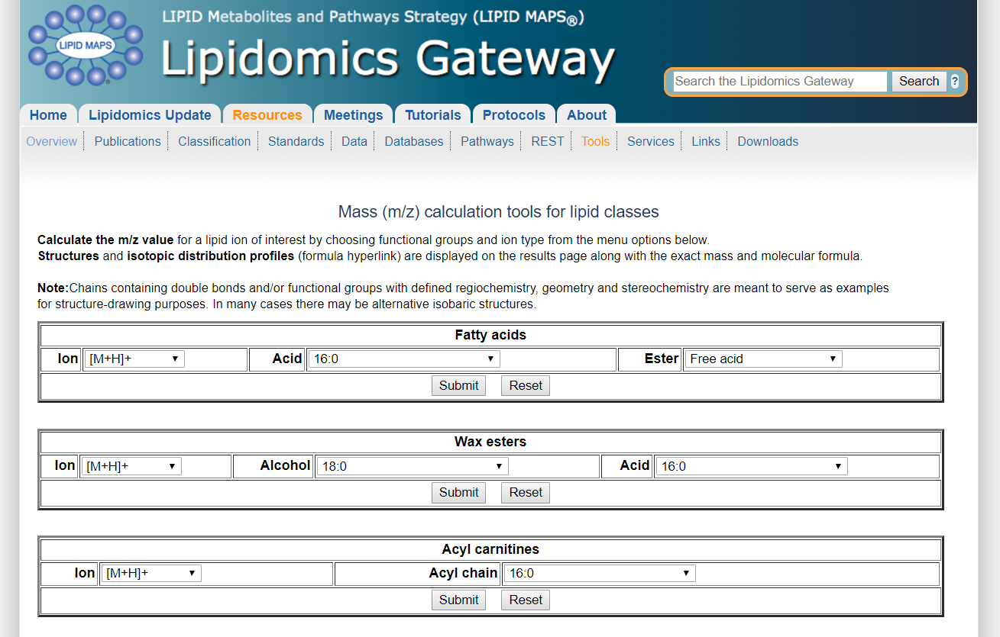 LIPID MAPS
®
LIPID Metabolites and Pathways Strategy (LIPID MAPS®)
Lipidomics Gateway
Search the Lipidomics Gateway Search ?
Home Lipidomics Update Resources Meetings Tutorials Protocols About
Overview Publications Classification Standards Data Databases Pathways REST Tools Services Links Downloads
Mass (m/z) calculation tools for lipid classes
Calculate the m/z value for a lipid ion of interest by choosing functional groups and ion type from the menu options below.
Structures and isotopic distribution profiles (formula hyperlink) are displayed on the results page along with the exact mass and molecular formula.
Note:Chains containing double bonds and/or functional groups with defined regiochemistry, geometry and stereochemistry are meant to serve as examples
for structure-drawing purposes. In many cases there may be alternative isobaric structures.
Fatty acids
Ion [M+H]+ Acid 16:0 Ester Free acid
Submit Reset
Wax esters
Ion [M+H]+ Alcohol 18:0 Acid 16:0
Submit Reset
Acyl carnitines
Ion [M+H]+ Acyl chain 16:0
Submit Reset